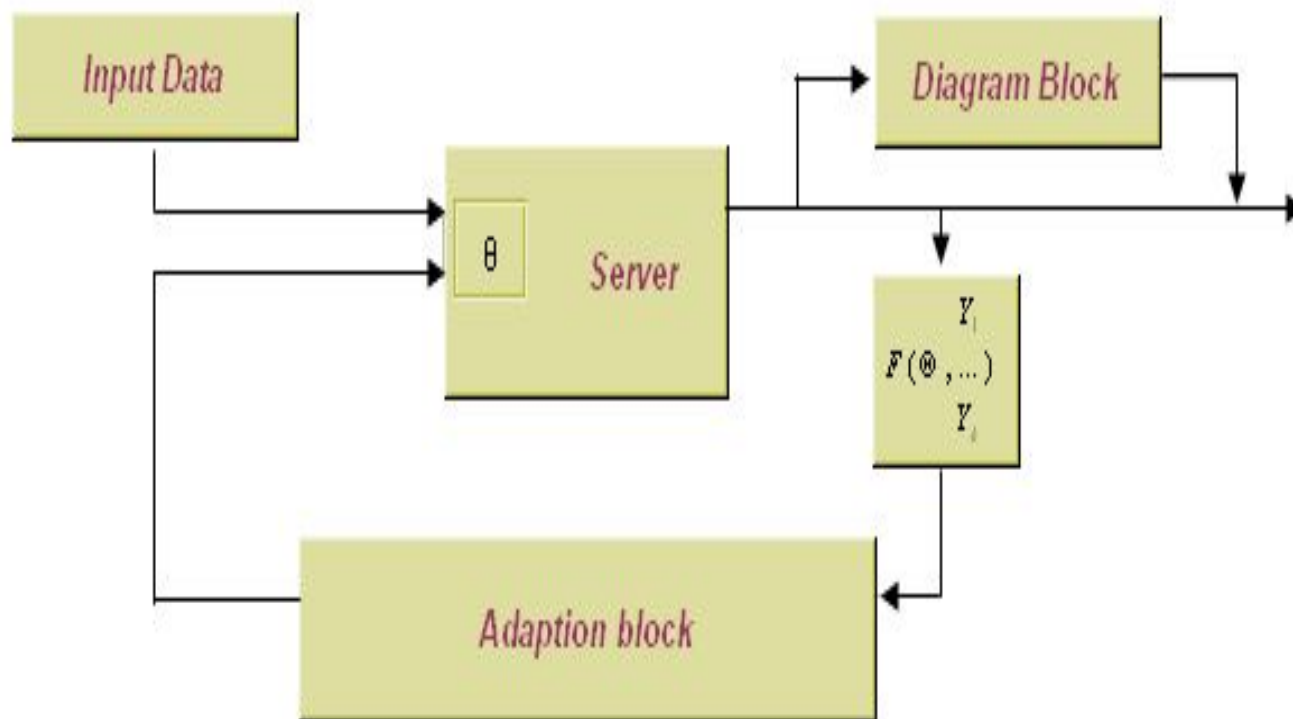 Input Data
Diagram Block
θ
Server
Y
F(Θ,...)
Y
Adaption block